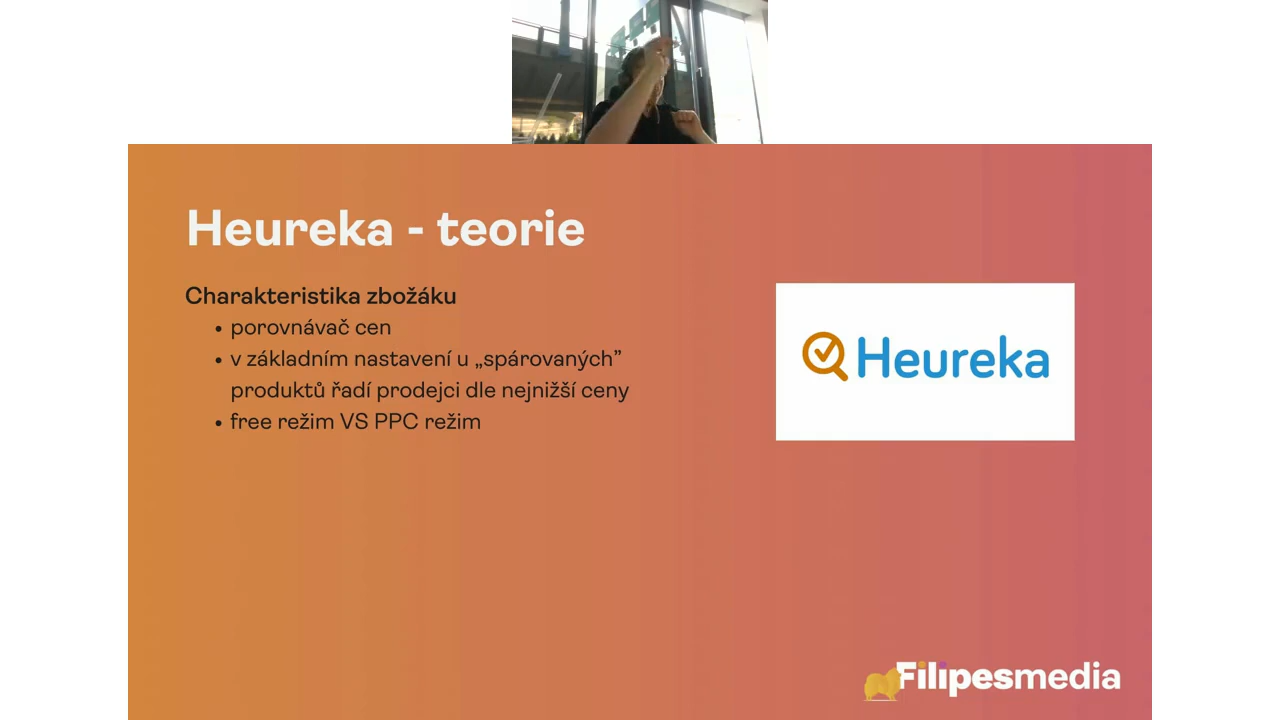 Heureka - teorie
Charakteristika zbožáku
• porovnávač cen
• v základním nastavení u „spárovaných”
produktů řadí prodejci dle nejnižší ceny
• free režim VS PPC režim
Heureka
Filipesmedia